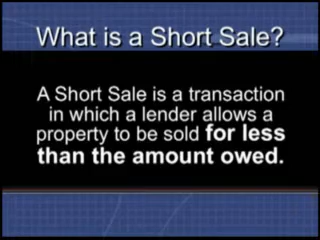 What is a Short Sale?
A Short Sale is a transaction
in which a lender allows a
property to be sold for less
than the amount owed.